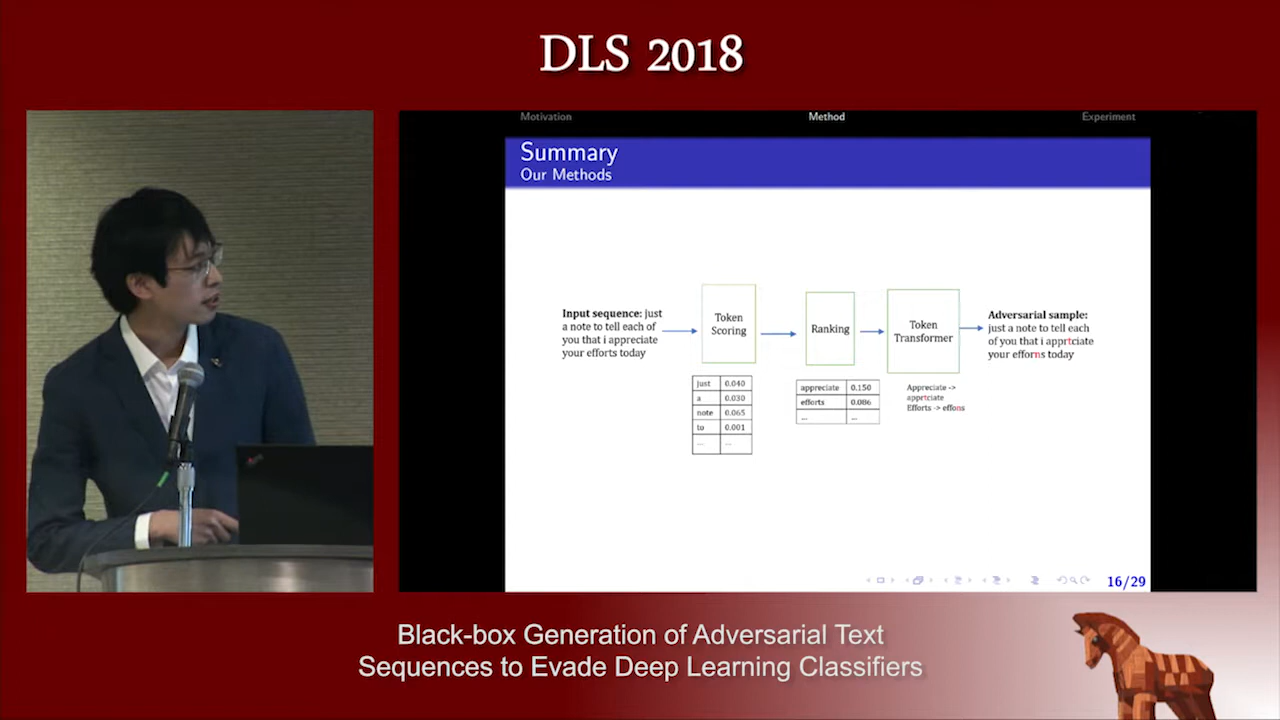 DLS 2018
Motivation
Method
Experiment
Summary
Our Methods
Input sequence: just
a note to tell each of
you that i appreciate
your efforts today
Token
Scoring
Ranking
Token
Transformer
Adversarial sample:
just a note to tell each
of you that i apprtciate
your efforns today
just 0.040
a 0.030
note 0.065
to 0.001
... ...
appreciate 0.150
efforts 0.086
... ...
Appreciate ->
appretciate
Efforts -> effons
16/29
Black-box Generation of Adversarial Text
Sequences to Evade Deep Learning Classifiers